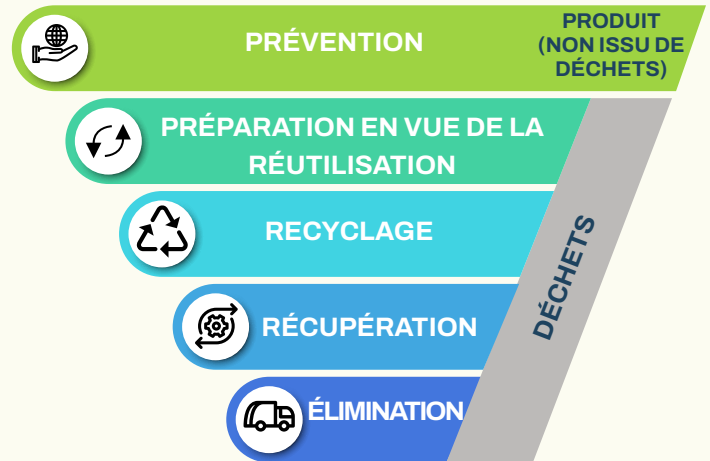 PRÉVENTION
PRODUIT
(NON ISSU DE
DÉCHETS)
PRÉPARATION EN VUE DE LA
RÉUTILISATION
RECYCLAGE
DÉCHETS
RÉCUPÉRATION
ÉLIMINATION